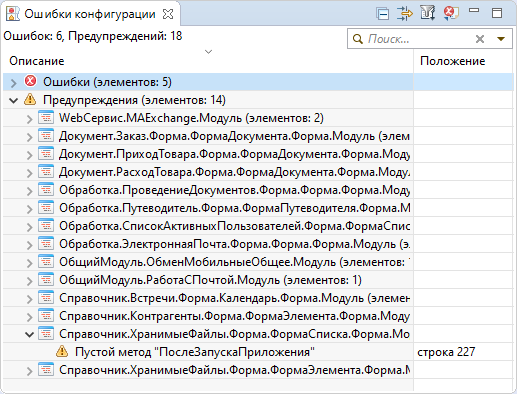 Ошибки конфигурации
Ошибок: 6, Предупреждений: 18
Поиск...
Описание Положение
Ошибки (элементов: 5)
Предупреждения (элементов: 14)
WebСервис.MAExchange.Модуль (элементов: 2)
Документ.Заказ.Форма.ФормаДокумента.Форма.Модуль (элем
Документ.ПриходТовара.Форма.ФормаДокумента.Форма.Моду
Документ.РасходТовара.Форма.ФормаДокумента.Форма.Моду
Обработка.ПроведениеДокументов.Форма.Форма.Форма.Моду
Обработка.Путеводитель.Форма.ФормаПутеводителя.Форма.М
Обработка.СписокАктивныхПользователей.Форма.ФормаСпис
Обработка.ЭлектроннаяПочта.Форма.Форма.Форма.Модуль (э
ОбщийМодуль.ОбменМобильныеОбщее.Модуль (элементов:
ОбщийМодуль.РаботаСПочтой.Модуль (элементов: 1)
Справочник.Встречи.Форма.Календарь.Форма.Модуль (элемен
Справочник.Контрагенты.Форма.ФормаЭлемента.Форма.Модул
Справочник.ХранимыеФайлы.Форма.ФормаСписка.Форма.Мо
Пустой метод "ПослеЗапускаПриложения" строка 227
Справочник.ХранимыеФайлы.Форма.ФормаЭлемента.Форма.М